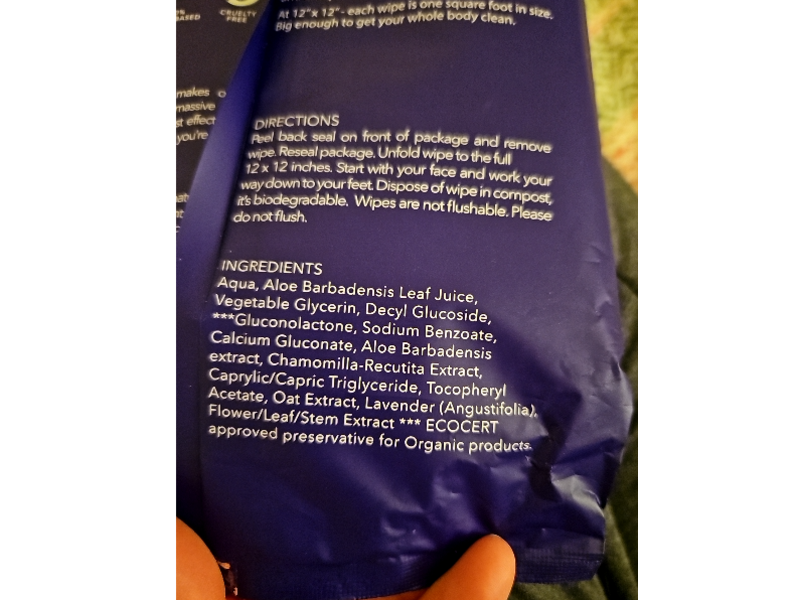 BASED
CRUELTY
FREE
At 12"x 12"- each wipe is one square foot in size.
Big enough to get your whole body clean.
makes
massive
st effect
you're
DIRECTIONS
Peel back seal on front of package and remove
wipe. Reseal package. Unfold wipe to the full
12 x 12 inches. Start with your face and work your
way down to your feet. Dispose of wipe in compost,
it's biodegradable. Wipes are not flushable. Please
do not flush.
INGREDIENTS
Aqua, Aloe Barbadensis Leaf Juice,
Vegetable Glycerin, Decyl Glucoside,
***Gluconolactone, Sodium Benzoate,
Calcium Gluconate, Aloe Barbadensis
extract, Chamomilla-Recutita Extract,
Caprylic/Capric Triglyceride, Tocopheryl
Acetate, Oat Extract, Lavender (Angustifolia),
Flower/Leaf/Stem Extract *** ECOCERT
approved preservative for Organic products.